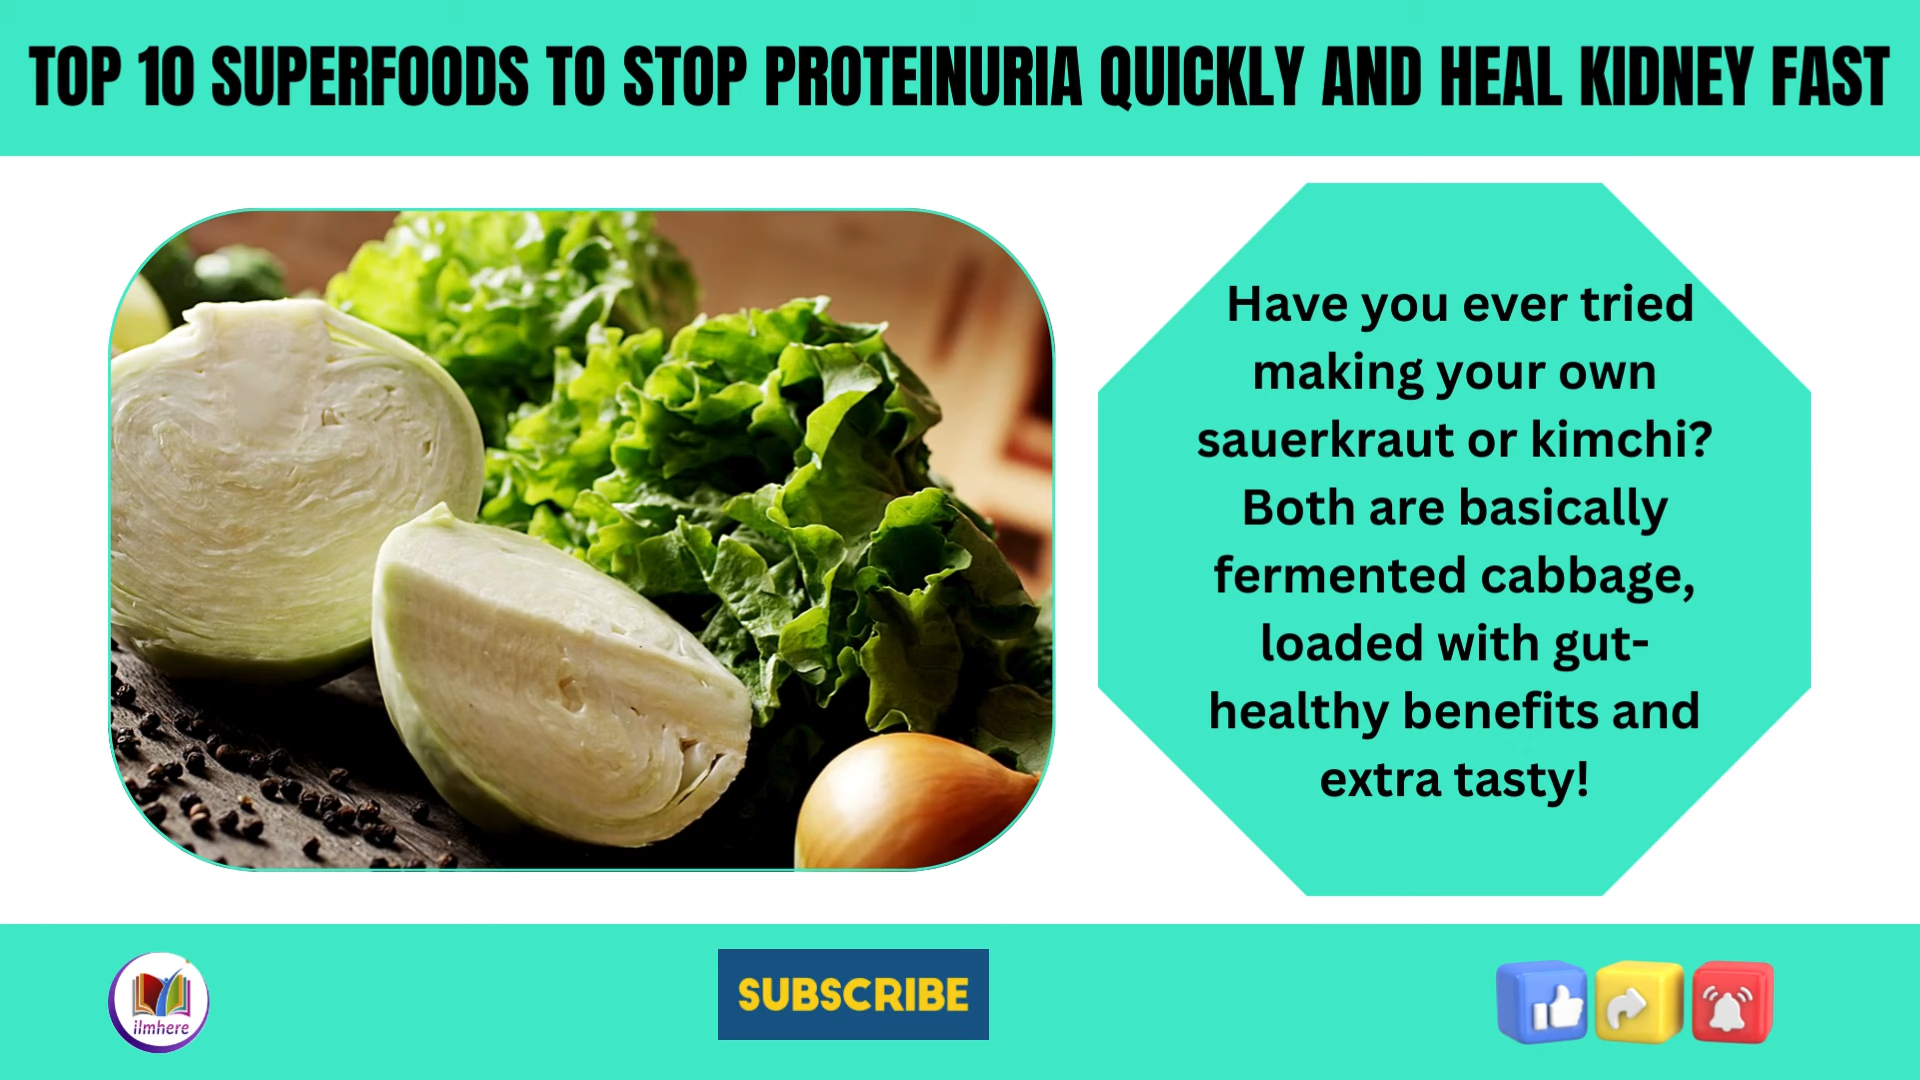 TOP 10 SUPERFOODS TO STOP PROTEINURIA QUICKLY AND HEAL KIDNEY FAST
Have you ever tried
making your own
sauerkraut or kimchi?
Both are basically
fermented cabbage,
loaded with gut-
healthy benefits and
extra tasty!
ilmhere
SUBSCRIBE